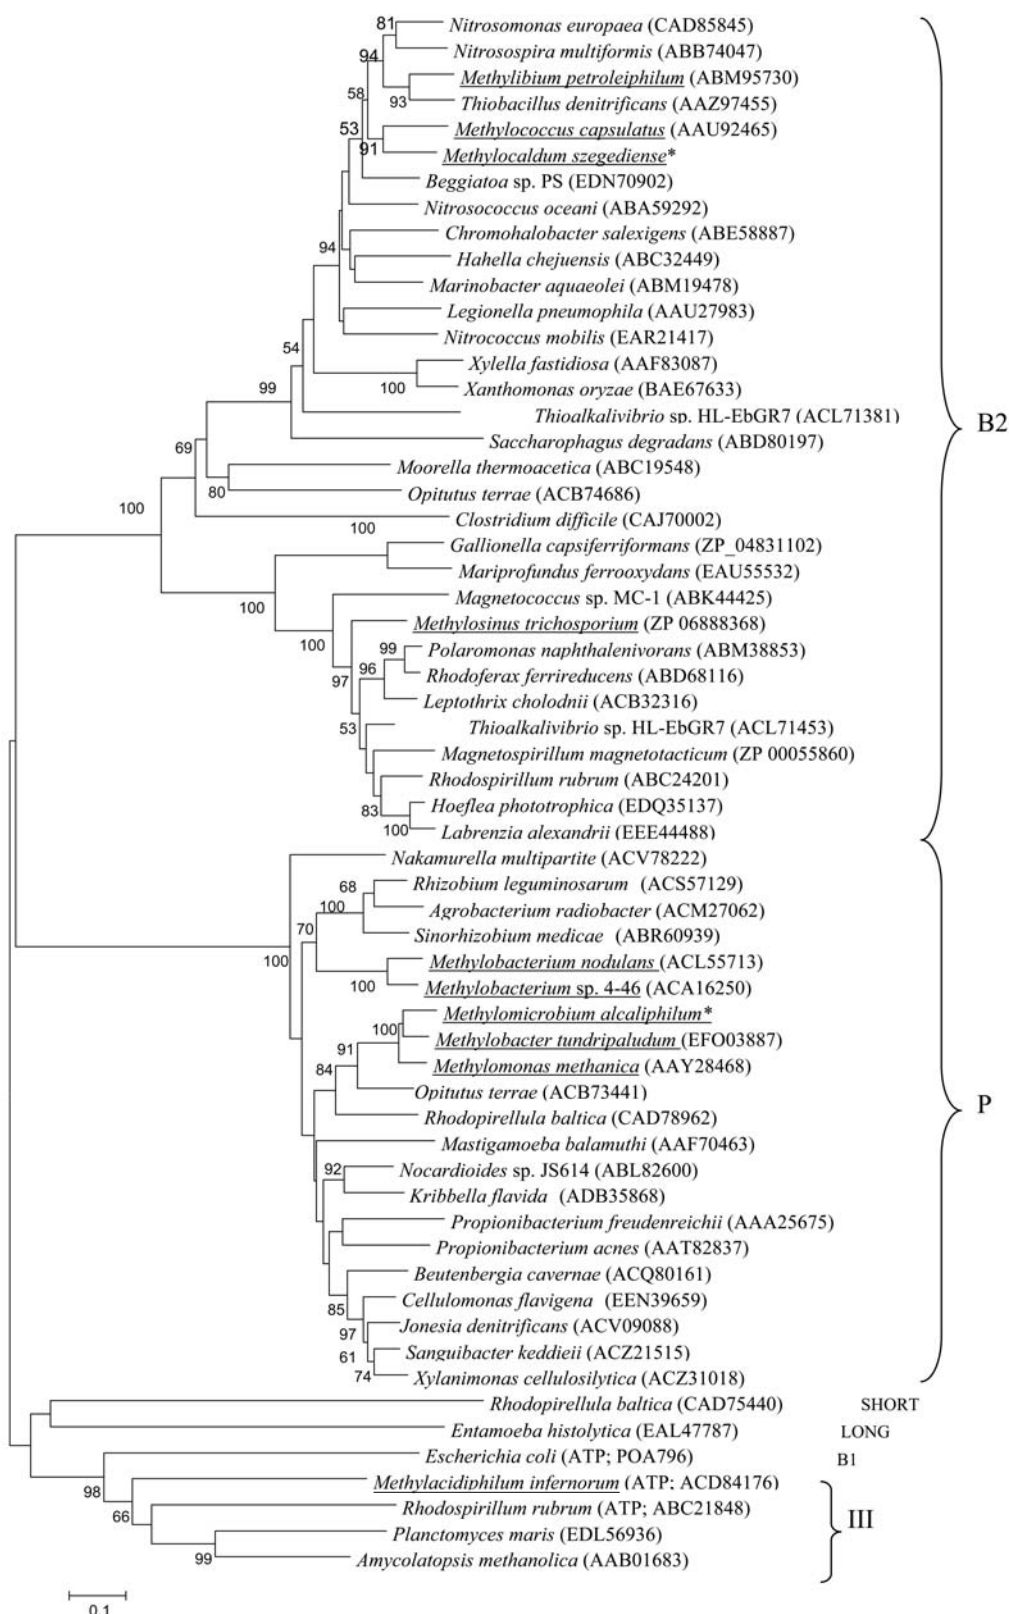 81
Nitrosomonas europaea (CAD85845)
Nitrosospira multiformis (ABB74047)
94
Methylibium petroleiphilum (ABM95730)
58
93
Thiobacillus denitrificans (AAZ97455)
53
Methylococcus capsulatus (AAU92465)
91
Methylocaldum szegediense*
Beggiatoa sp. PS (EDN70902)
Nitrosococcus oceani (ABA59292)
Chromohalobacter salexigens (ABE58887)
94
Hahella chejuensis (ABC32449)
Marinobacter aquaeolei (ABM19478)
Legionella pneumophila (AAU27983)
Nitrococcus mobilis (EAR21417)
54
Xylella fastidiosa (AAF83087)
99
100
Xanthomonas oryzae (BAE67633)
Thioalkalivibrio sp. HL-EbGR7 (ACL71381)
B2
Saccharophagus degradans (ABD80197)
69
Moorella thermoacetica (ABC19548)
80
Opitutus terrae (ACB74686)
100
Clostridium difficile (CAJ70002)
100
Gallionella capsiferriformans (ZP_04831102)
Mariprofundus ferrooxydans (EAU55532)
100
Magnetococcus sp. MC-1 (ABK44425)
Methylosinus trichosporium (ZP 06888368)
100
99
Polaromonas naphthalenivorans (ABM38853)
97
96
Rhodoferax ferrireducens (ABD68116)
Leptothrix cholodnii (ACB32316)
53
Thioalkalivibrio sp. HL-EbGR7 (ACL71453)
Magnetospirillum magnetotacticum (ZP 00055860)
Rhodospirillum rubrum (ABC24201)
83
Hoeflea phototrophica (EDQ35137)
100
Labrenzia alexandrii (EEE44488)
Nakamurella multipartite (ACV78222)
68
Rhizobium leguminosarum (ACS57129)
100
Agrobacterium radiobacter (ACM27062)
70
Sinorhizobium medicae (ABR60939)
100
Methylobacterium nodulans (ACL55713)
100
Methylobacterium sp. 4-46 (ACA16250)
Methylomicrobium alcaliphilum*
100
Methylobacter tundripaludum (EFO03887)
91
Methylomonas methanica (AAY28468)
84
Opitutus terrae (ACB73441)
P
Rhodopirellula baltica (CAD78962)
Mastigamoeba balamuthi (AAF70463)
92
Nocardioides sp. JS614 (ABL82600)
Kribbella flavida (ADB35868)
Propionibacterium freudenreichii (AAA25675)
Propionibacterium acnes (AAT82837)
Beutenbergia cavernae (ACQ80161)
85
Cellulomonas flavigena (EEN39659)
97
Jonesia denitrificans (ACV09088)
61
Sanguibacter keddieii (ACZ21515)
74
Xylanimonas cellulosilytica (ACZ31018)
Rhodopirellula baltica (CAD75440) SHORT
Entamoeba histolytica (EAL47787) LONG
Escherichia coli (ATP; POA796) B1
98
Methylacidiphilum infernorum (ATP; ACD84176)
66
Rhodospirillum rubrum (ATP; ABC21848)
III
Planctomyces maris (EDL56936)
99
Amycolatopsis methanolica (AAB01683)
0.1